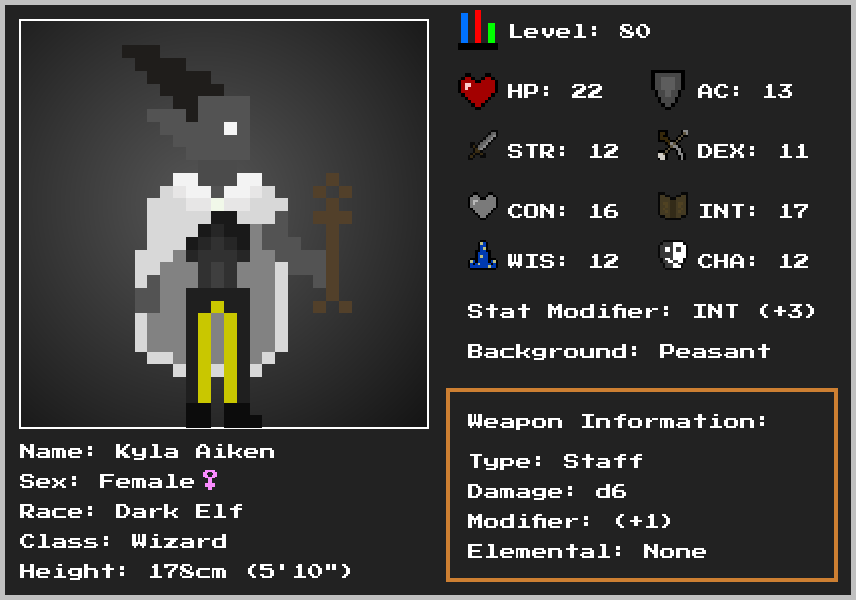 Level: 80
HP: 22 AC: 13
STR: 12 DEX: 11
CON: 16 INT: 17
WIS: 12 CHA: 12
Stat Modifier: INT (+3)
Background: Peasant
Weapon Information:
Type: Staff
Damage: d6
Modifier: (+1)
Elemental: None
Name: Kyla Aiken
Sex: Female♀
Race: Dark Elf
Class: Wizard
Height: 178cm (5'10")